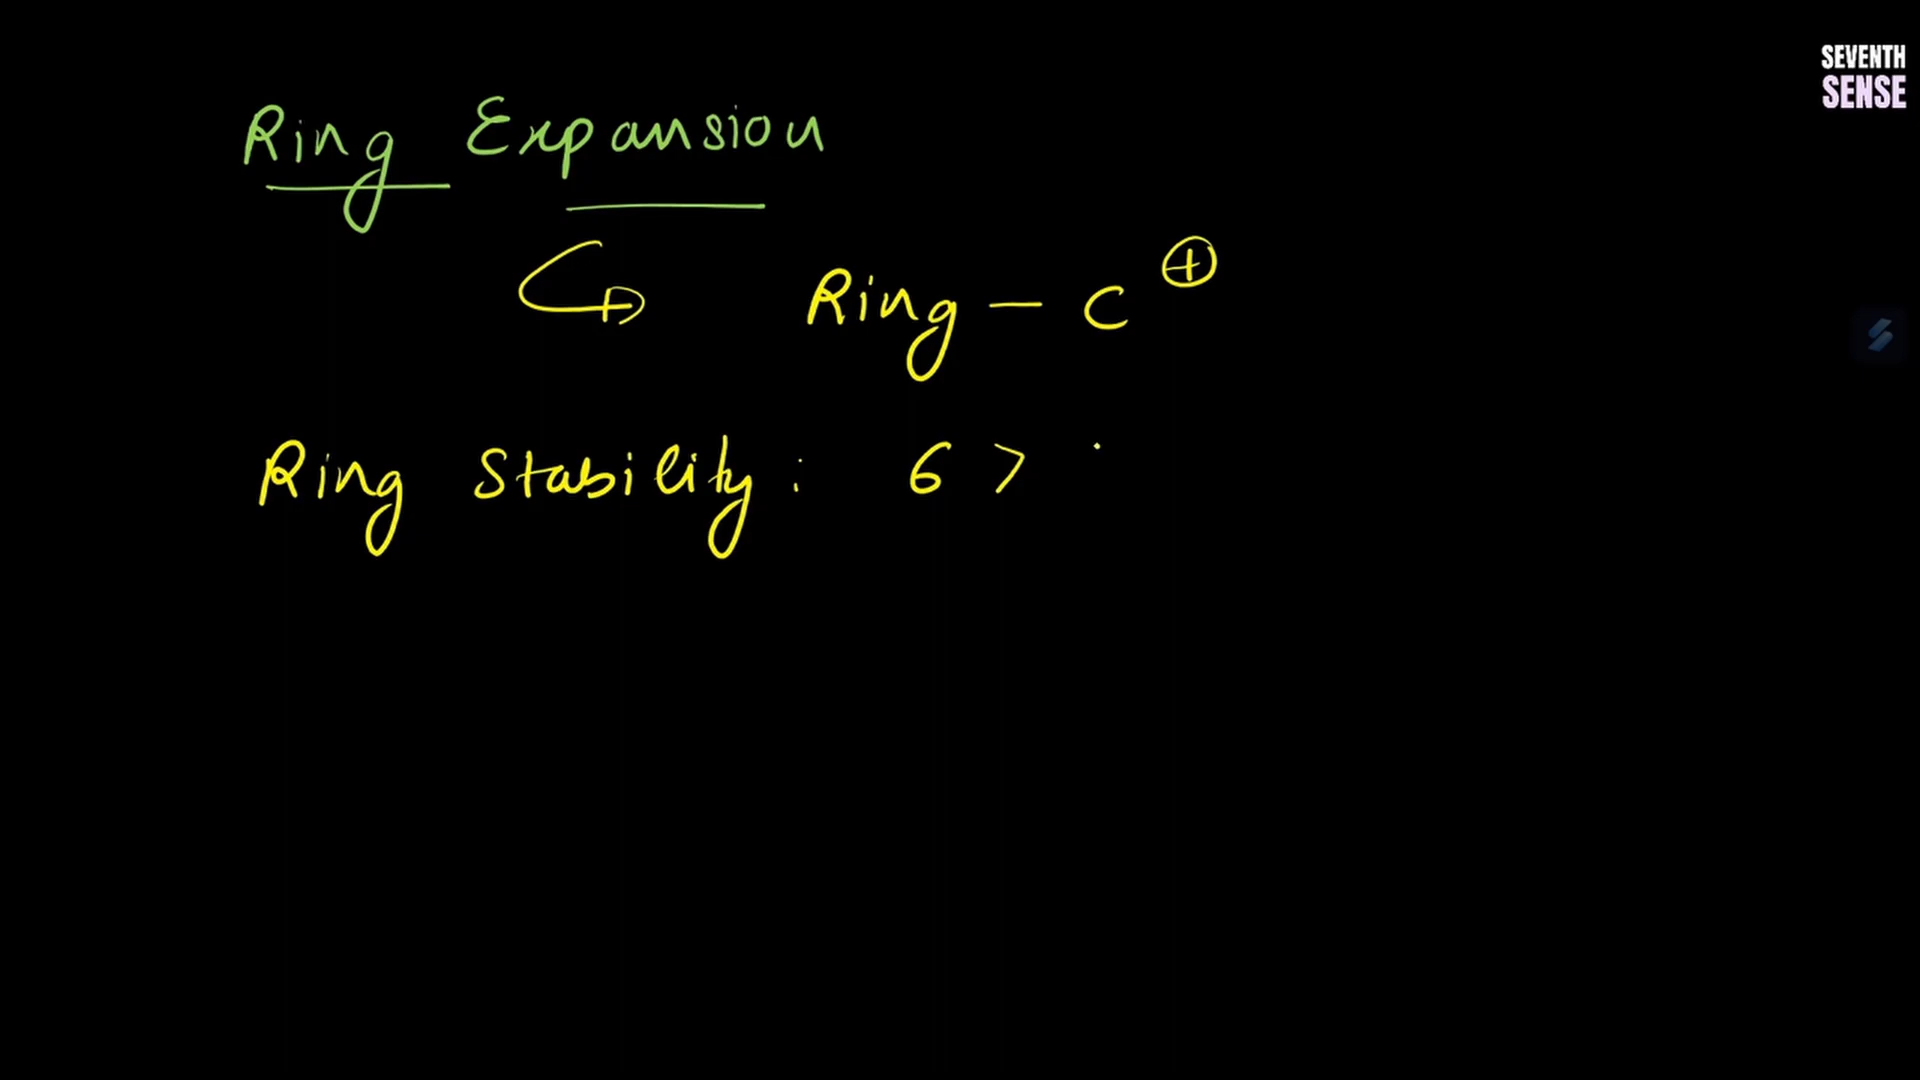 SEVENTH
SENSE
Ring Expansion
Ring – C⊕
Ring Stability : 6 >